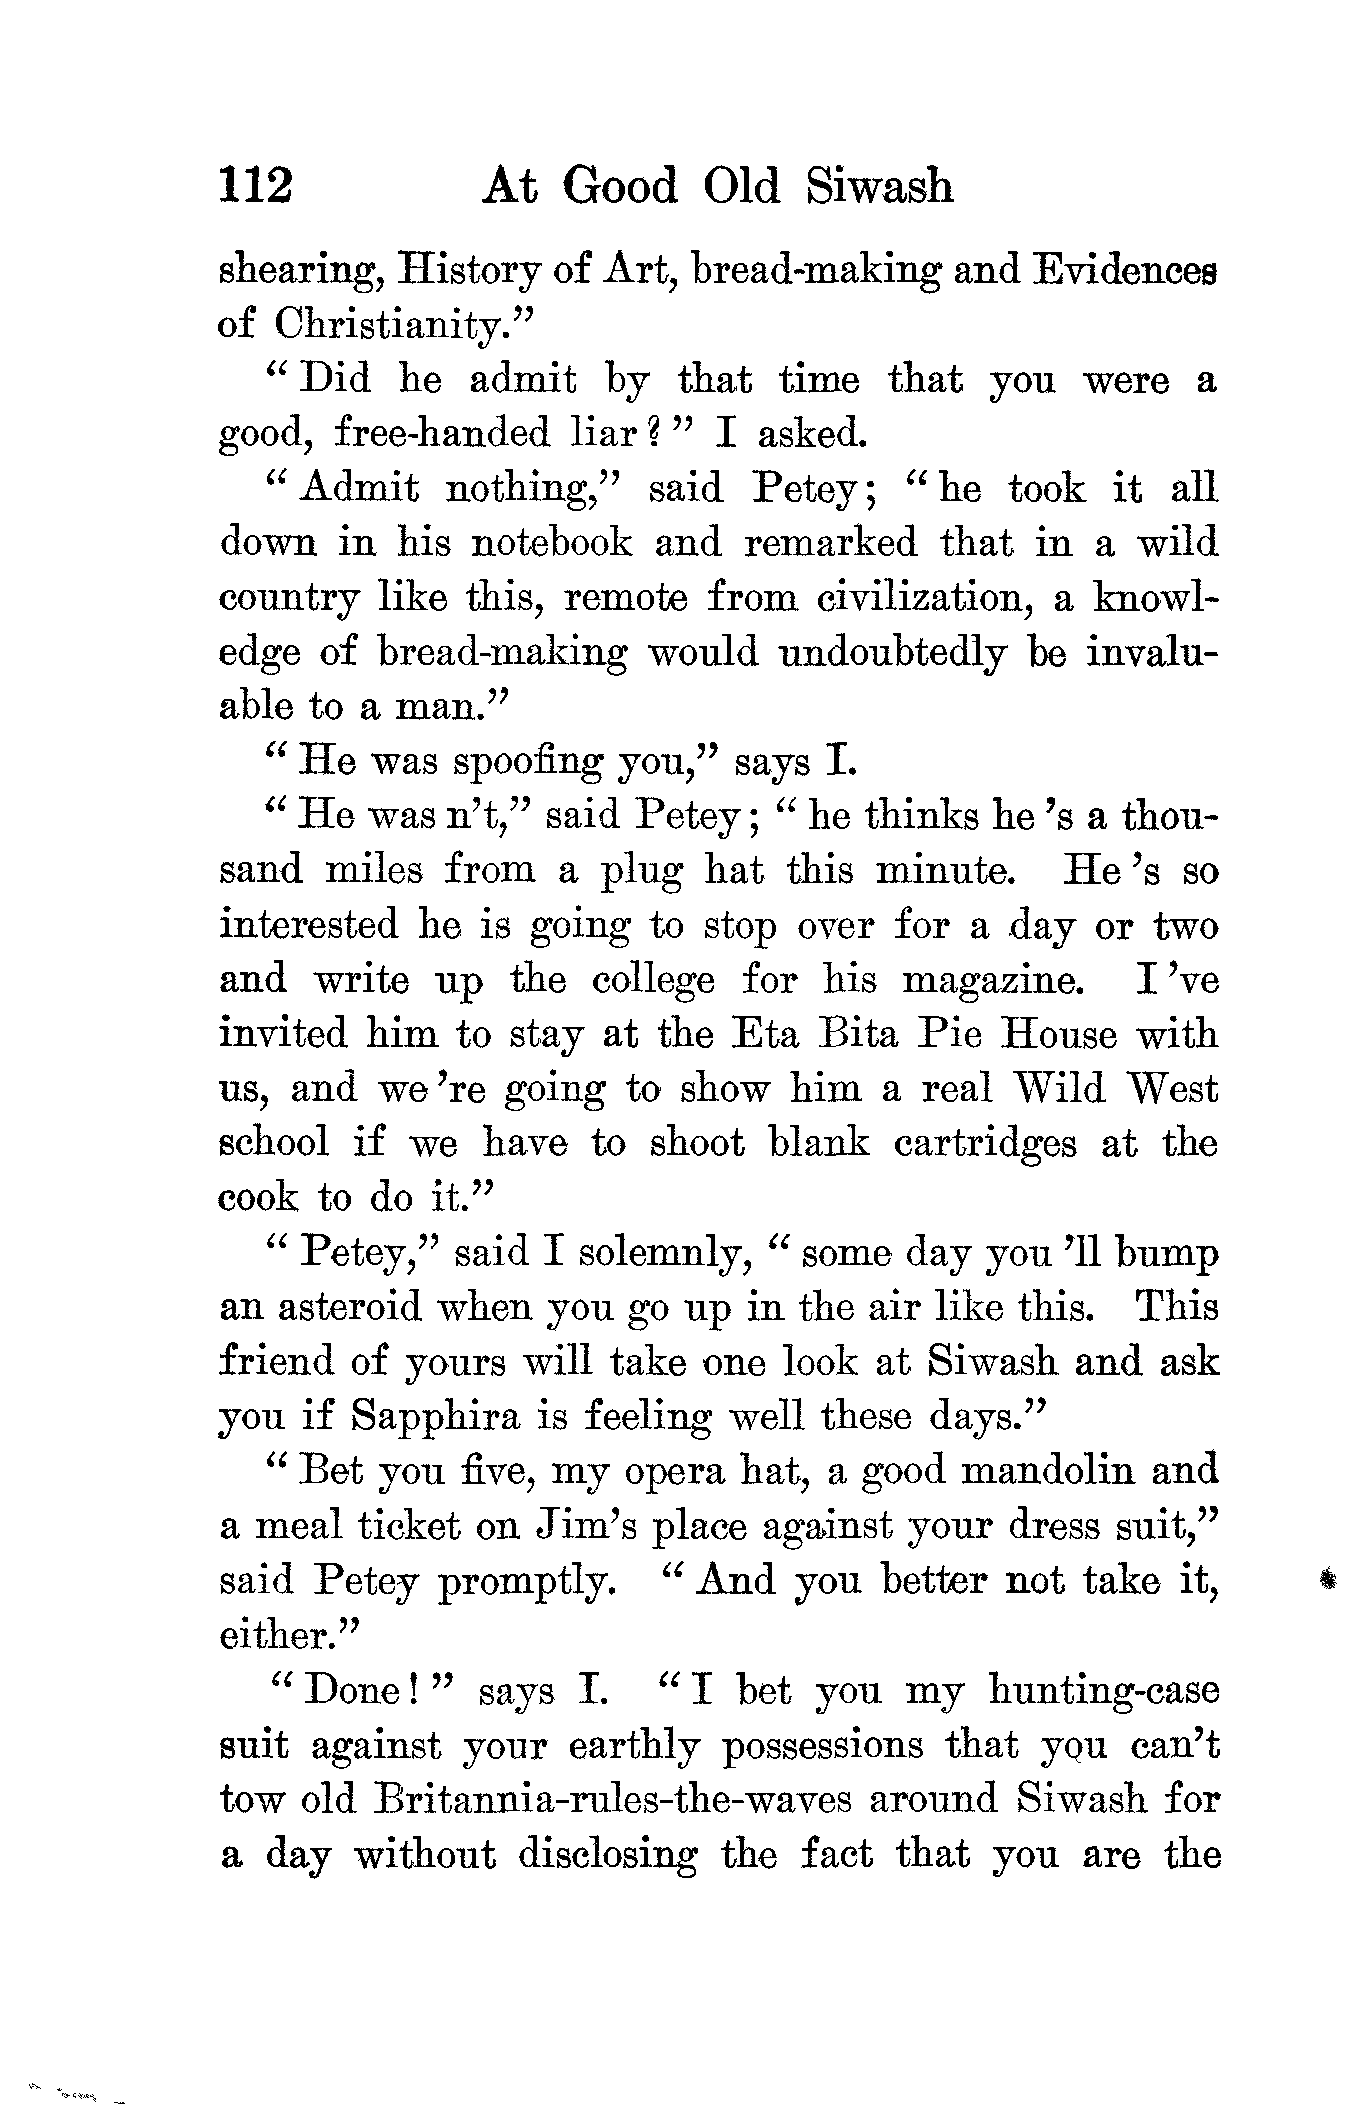 112 At Good Old Siwash
shearing, History of Art, bread-making and Evidences
of Christianity."
" Did he admit by that time that you were a
good, free-handed liar ? " I asked.
" Admit nothing," said Petey ; " he took it all
down in his notebook and remarked that in a wild
country like this, remote from civilization, a knowl-
edge of bread-making would undoubtedly be invalu-
able to a man."
" He was spoofing you," says I.
" He was n't," said Petey ; " he thinks he 's a thou-
sand miles from a plug hat this minute. He 's so
interested he is going to stop over for a day or two
and write up the college for his magazine. I 've
invited him to stay at the Eta Bita Pie House with
us, and we 're going to show him a real Wild West
school if we have to shoot blank cartridges at the
cook to do it."
" Petey," said I solemnly, " some day you 'll bump
an asteroid when you go up in the air like this. This
friend of yours will take one look at Siwash and ask
you if Sapphira is feeling well these days."
" Bet you five, my opera hat, a good mandolin and
a meal ticket on Jim's place against your dress suit,"
said Petey promptly. " And you better not take it,
either."
" Done ! " says I. " I bet you my hunting-case
suit against your earthly possessions that you can't
tow old Britannia-rules-the-waves around Siwash for
a day without disclosing the fact that you are the